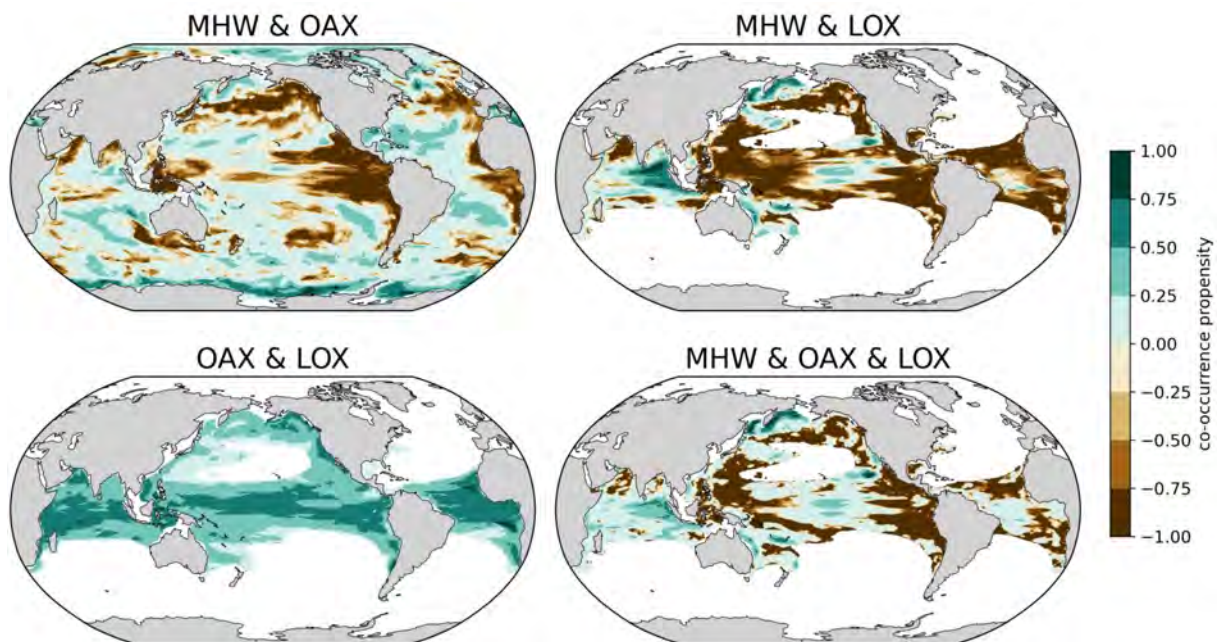 MHW & OAX
MHW & LOX
OAX & LOX
MHW & OAX & LOX
1.00
0.75
0.50
0.25
0.00
−0.25
−0.50
−0.75
−1.00
co-occurrence propensity